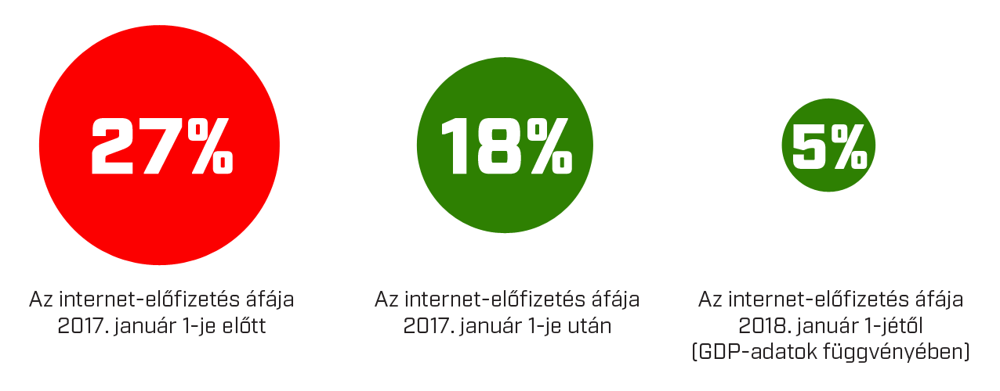 27%
Az internet-előfizetés áfája
2017. január 1-je előtt
18%
Az internet-előfizetés áfája
2017. január 1-je után
5%
Az internet-előfizetés áfája
2018. január 1-jétől
(GDP-adatok függvényében)